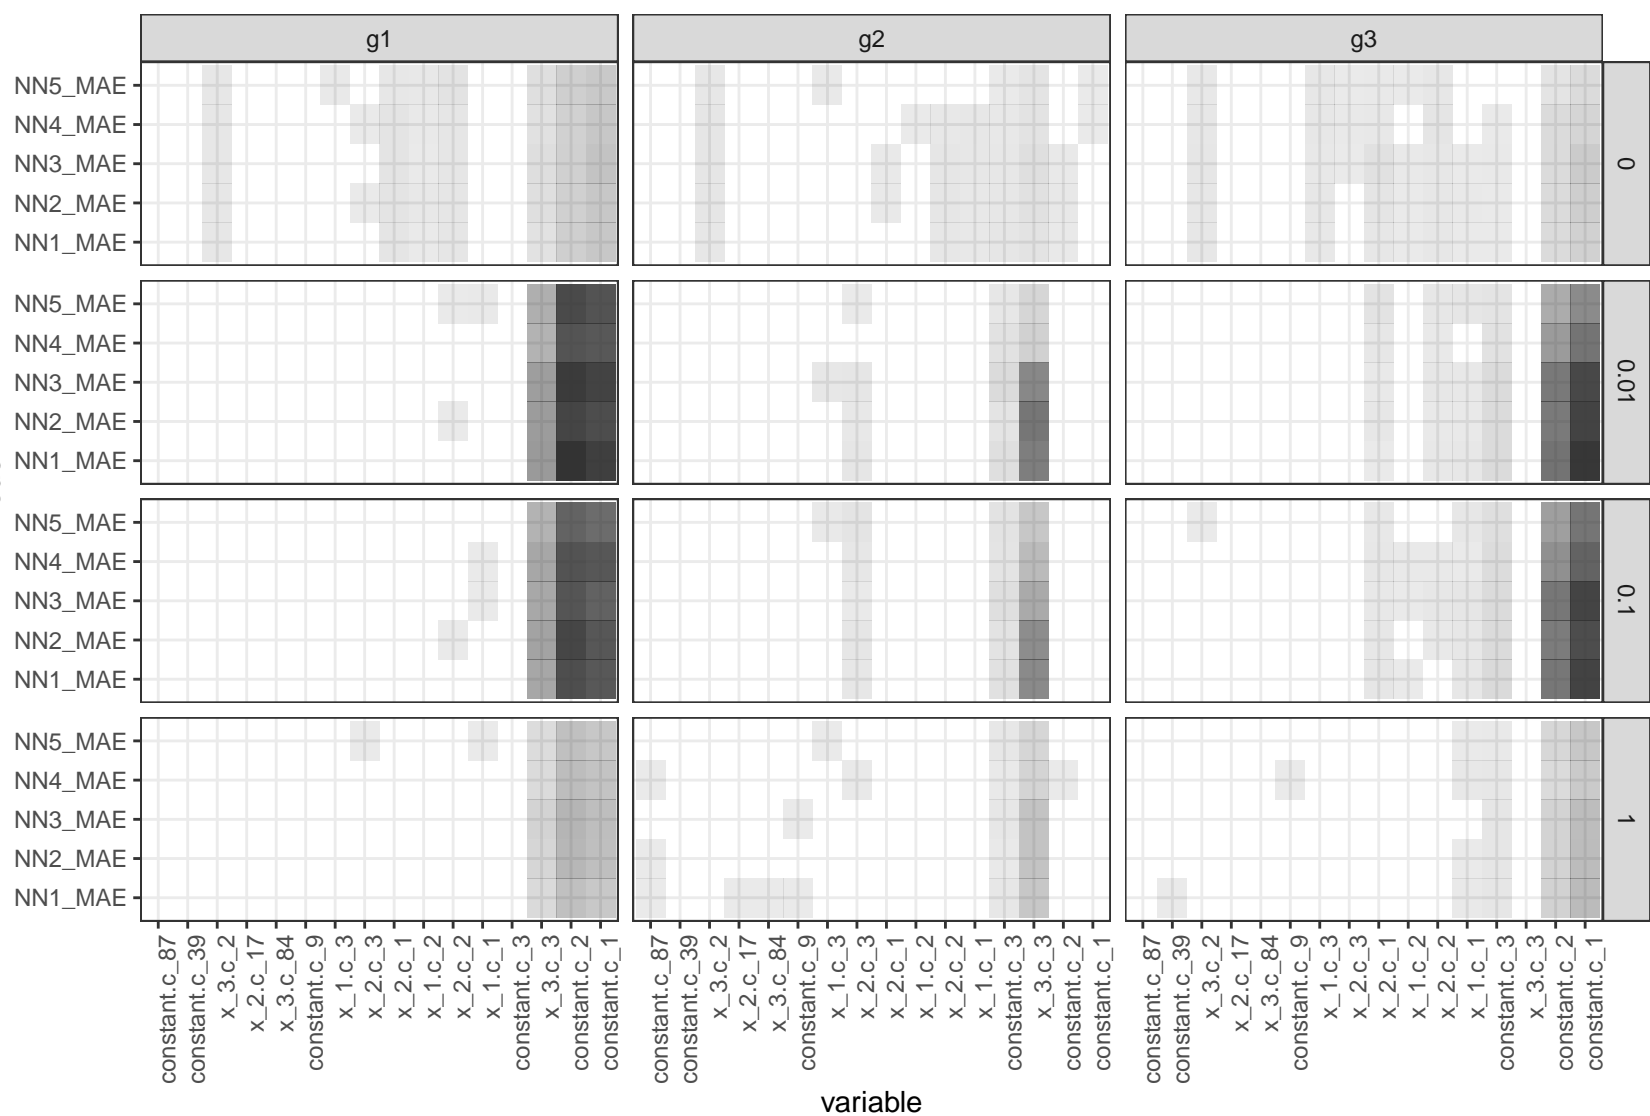 g1 g2 g3
NN5_MAE
NN4_MAE
NN3_MAE
NN2_MAE
NN1_MAE
0
NN5_MAE
NN4_MAE
NN3_MAE
NN2_MAE
NN1_MAE
0.01
NN5_MAE
NN4_MAE
NN3_MAE
NN2_MAE
NN1_MAE
0.1
NN5_MAE
NN4_MAE
NN3_MAE
NN2_MAE
NN1_MAE
1
constant.c_87
constant.c_39
x_3.c_2
x_2.c_17
x_3.c_84
constant.c_9
x_1.c_3
x_2.c_3
x_2.c_1
x_1.c_2
x_2.c_2
x_1.c_1
constant.c_3
x_3.c_3
constant.c_2
constant.c_1
constant.c_87
constant.c_39
x_3.c_2
x_2.c_17
x_3.c_84
constant.c_9
x_1.c_3
x_2.c_3
x_2.c_1
x_1.c_2
x_2.c_2
x_1.c_1
constant.c_3
x_3.c_3
constant.c_2
constant.c_1
constant.c_87
constant.c_39
x_3.c_2
x_2.c_17
x_3.c_84
constant.c_9
x_1.c_3
x_2.c_3
x_2.c_1
x_1.c_2
x_2.c_2
x_1.c_1
constant.c_3
x_3.c_3
constant.c_2
constant.c_1
variable